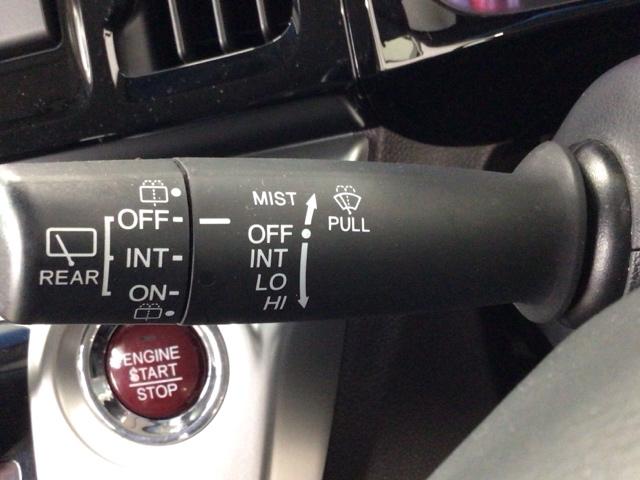 MIST
PULL
OFF
INT
LO
HI
REAR
OFF
INT
ON
ENGINE
START
STOP